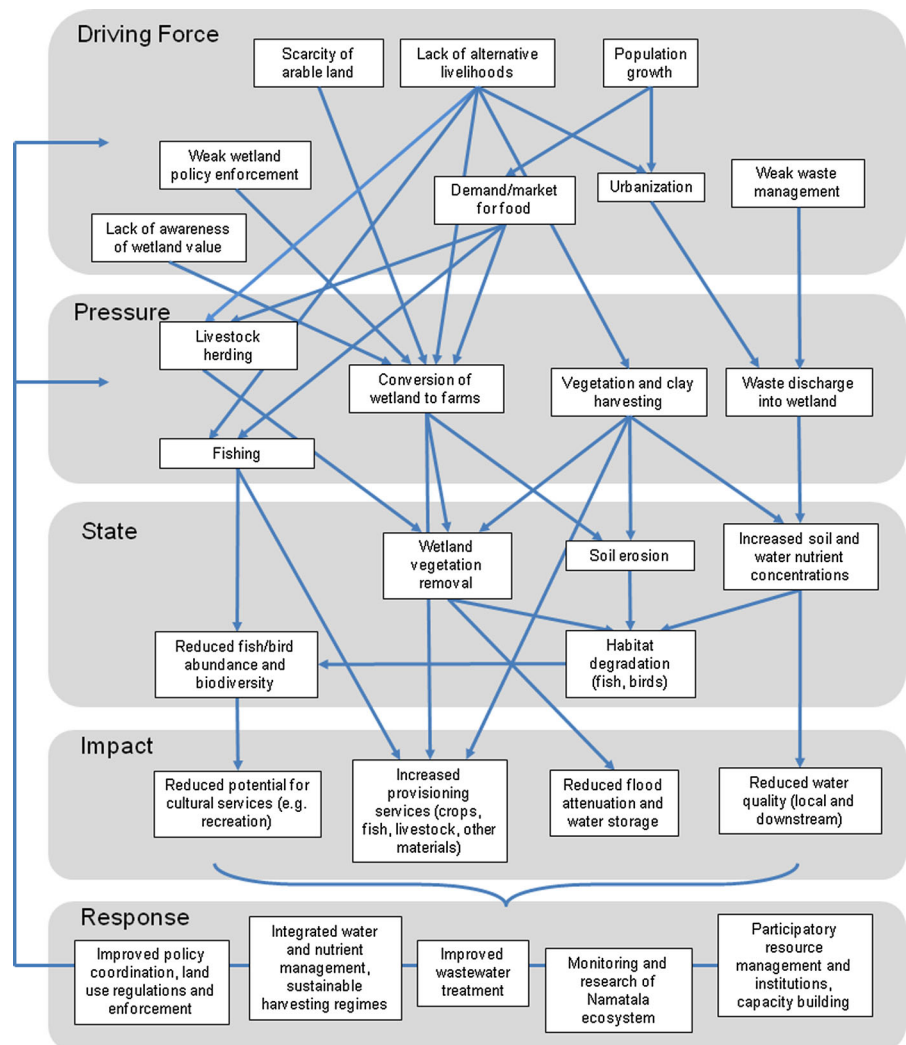 Driving Force
Scarcity of
arable land
Lack of alternative
livelihoods
Population
growth
Weak wetland
policy enforcement
Demand/market
for food
Urbanization
Weak waste
management
Lack of awareness
of wetland value
Pressure
Livestock
herding
Conversion of
wetland to farms
Vegetation and clay
harvesting
Waste discharge
into wetland
Fishing
State
Wetland
vegetation
removal
Soil erosion
Increased soil and
water nutrient
concentrations
Reduced fish/bird
abundance and
biodiversity
Habitat
degradation
(fish, birds)
Impact
Reduced potential for
cultural services (e.g.
recreation)
Increased
provisioning
services (crops,
fish, livestock, other
materials)
Reduced flood
attenuation and
water storage
Reduced water
quality (local and
downstream)
Response
Improved policy
coordination, land
use regulations and
enforcement
Integrated water
and nutrient
management,
sustainable
harvesting regimes
Improved
wastewater
treatment
Monitoring and
research of
Namatala
ecosystem
Participatory
resource
management and
institutions,
capacity building